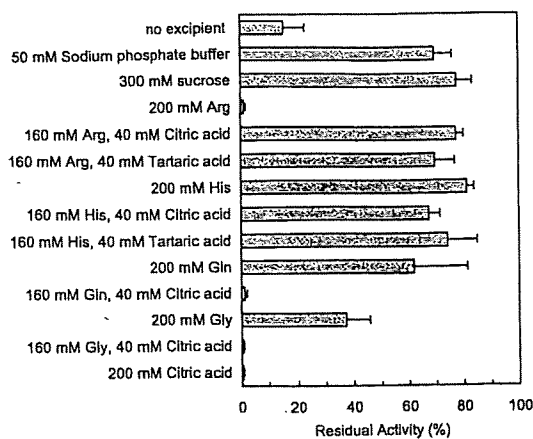 no excipient
50 mM Sodium phosphate buffer
300 mM sucrose
200 mM Arg
160 mM Arg, 40 mM Citric acid
160 mM Arg, 40 mM Tartaric acid
200 mM His
160 mM His, 40 mM Citric acid
160 mM His, 40 mM Tartaric acid
200 mM Gln
160 mM Gln, 40 mM Citric acid
200 mM Gly
160 mM Gly, 40 mM Citric acid
200 mM Citric acid
0 20 40 60 80 100
Residual Activity (%)